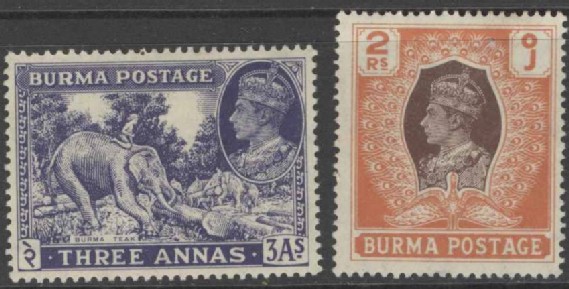 BURMA POSTAGE
BURMA TEAK
THREE ANNAS
3As
2
Rs
BURMA POSTAGE